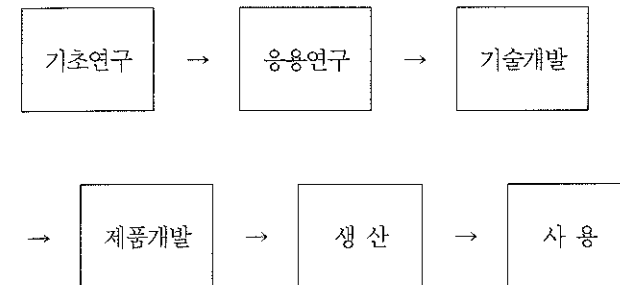 기초연구 → 응용연구 → 기술개발
→ 제품개발 → 생 산 → 사 용